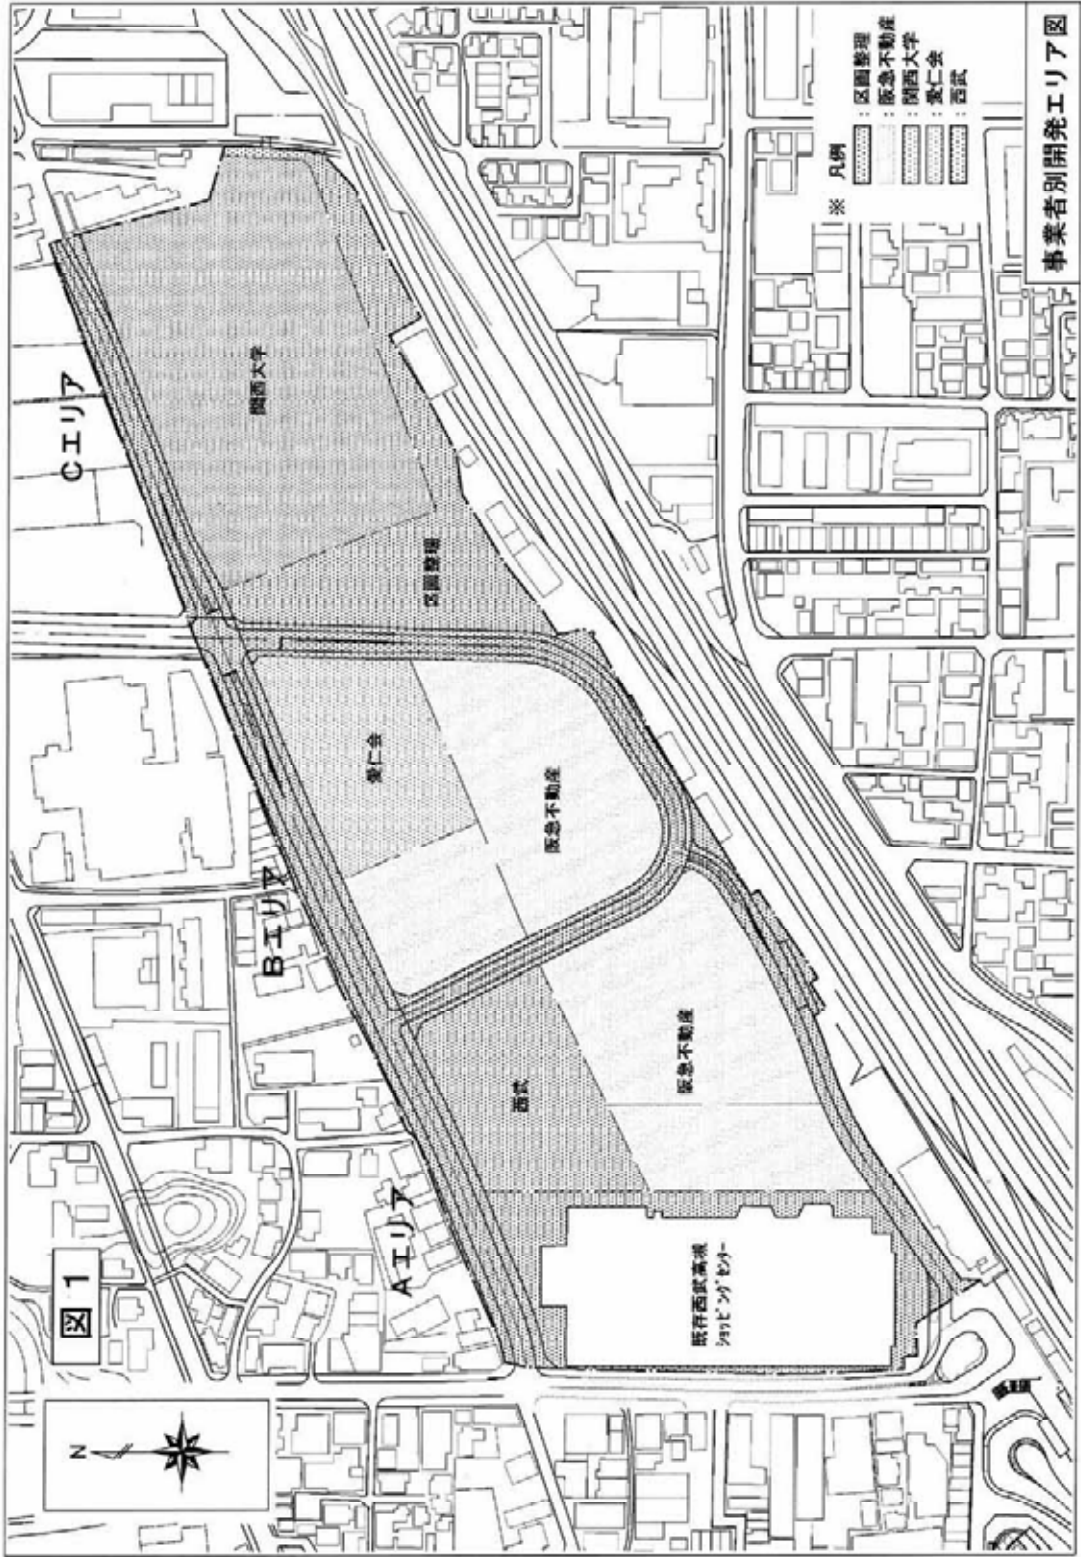 図 1
N
Aエリア
Bエリア
Cエリア
関西大学
区画整理
愛仁会
阪急不動産
西武
阪急不動産
既存西武高槻
ショッピングセンター
※ 凡例
：区画整理
：阪急不動産
：関西大学
：愛仁会
：西武
事業者別開発エリア図